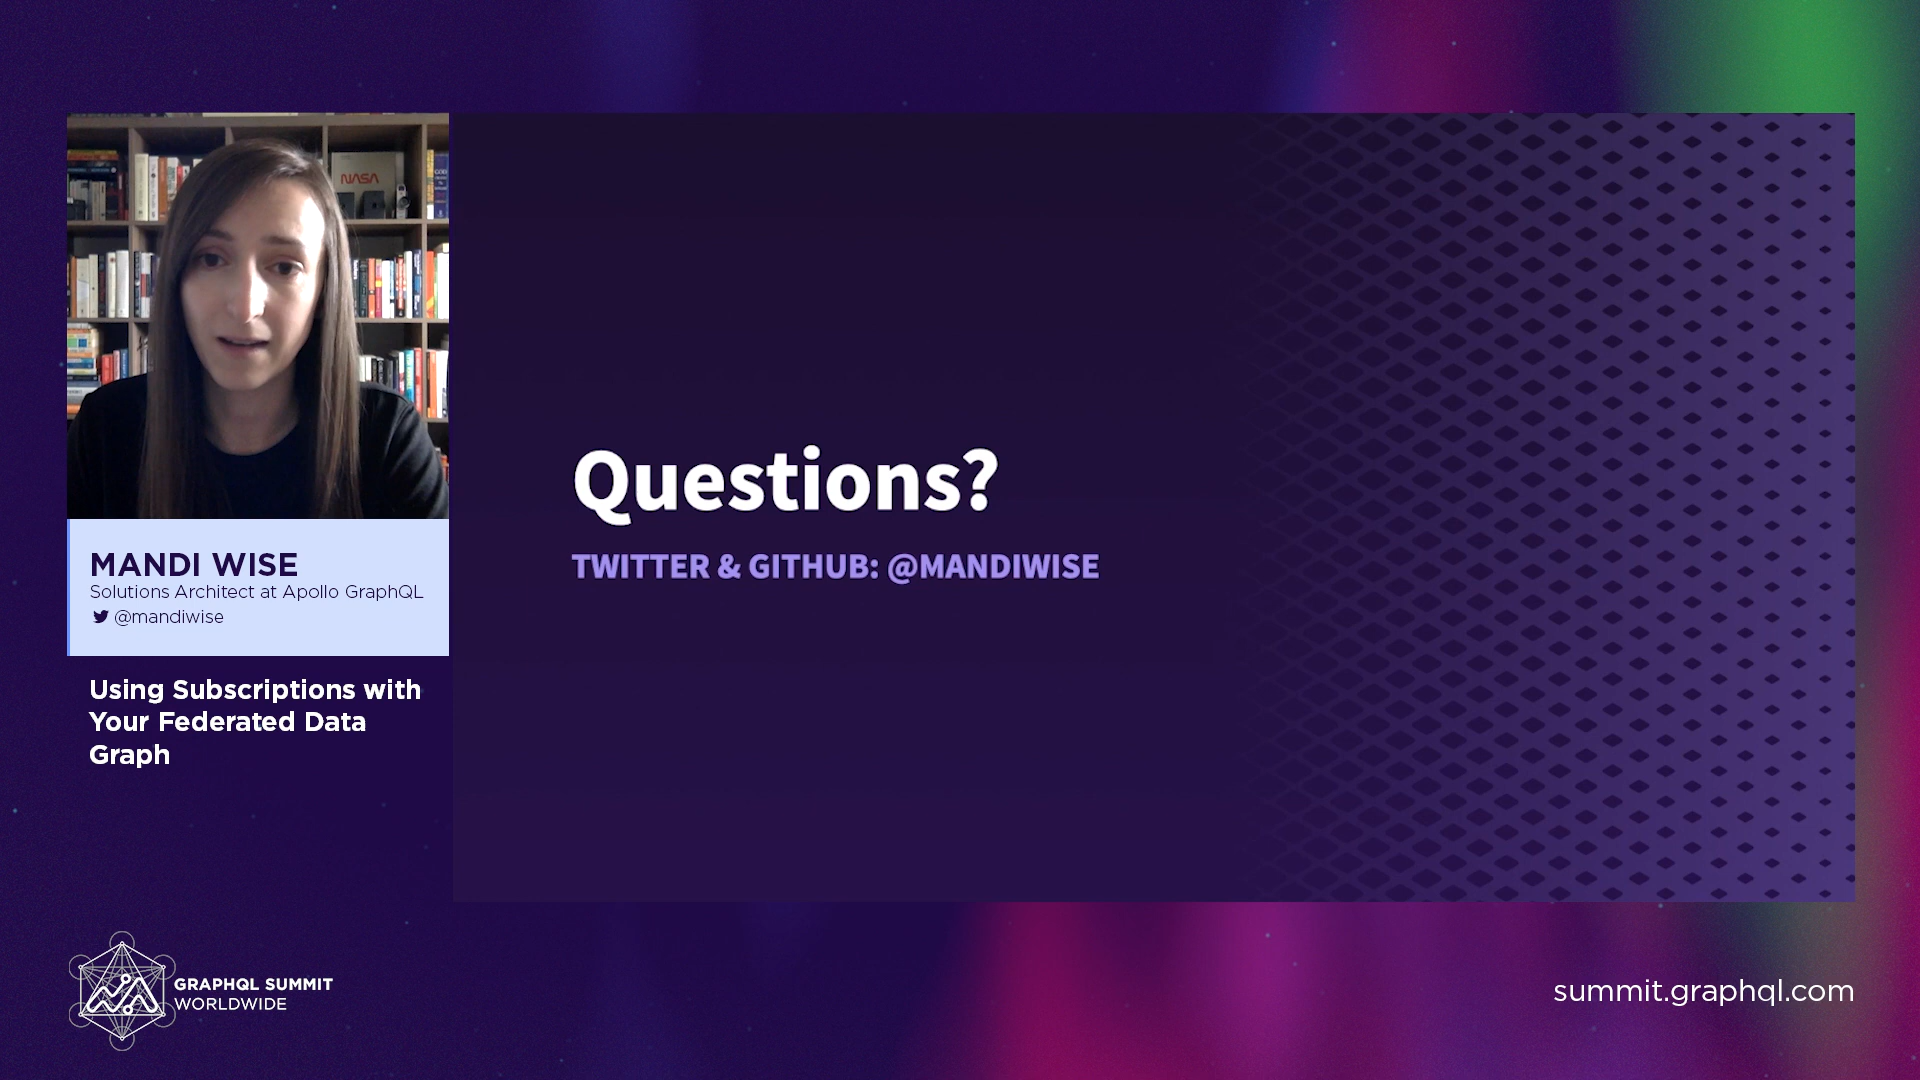 NASA
Questions?
TWITTER & GITHUB: @MANDIWISE
MANDI WISE
Solutions Architect at Apollo GraphQL
@mandiwise
Using Subscriptions with
Your Federated Data
Graph
GRAPHQL SUMMIT
WORLDWIDE
summit.graphql.com